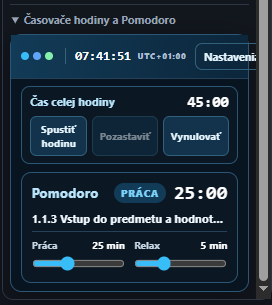 ▼ Časovače hodiny a Pomodoro
07:41:51 UTC+01:00 Nastavenia
Čas celej hodiny 45:00
Spustiť hodinu
Pozastaviť
Vynulovať
Pomodoro PRÁCA 25:00
1.1.3 Vstup do predmetu a hodnot...
Práca 25 min Relax 5 min